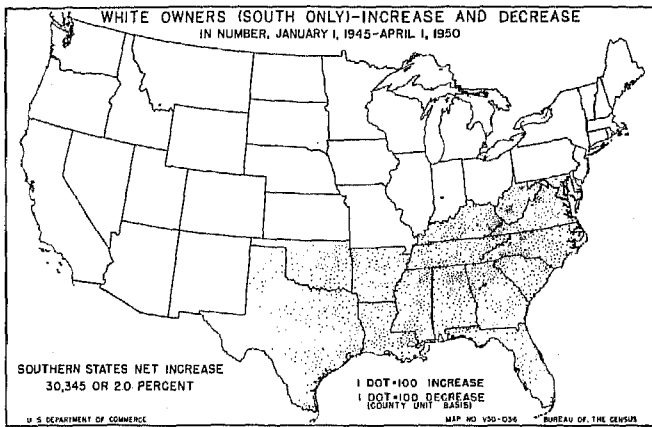 WHITE OWNERS (SOUTH ONLY)-INCREASE AND DECREASE
IN NUMBER, JANUARY 1, 1945-APRIL 1, 1950
SOUTHERN STATES NET INCREASE
30,345 OR 2.0 PERCENT
1 DOT=100 INCREASE
1 DOT=100 DECREASE
(COUNTY UNIT BASIS)
U S DEPARTMENT OF COMMERCE
MAP NO V50-036
BUREAU OF THE CENSUS